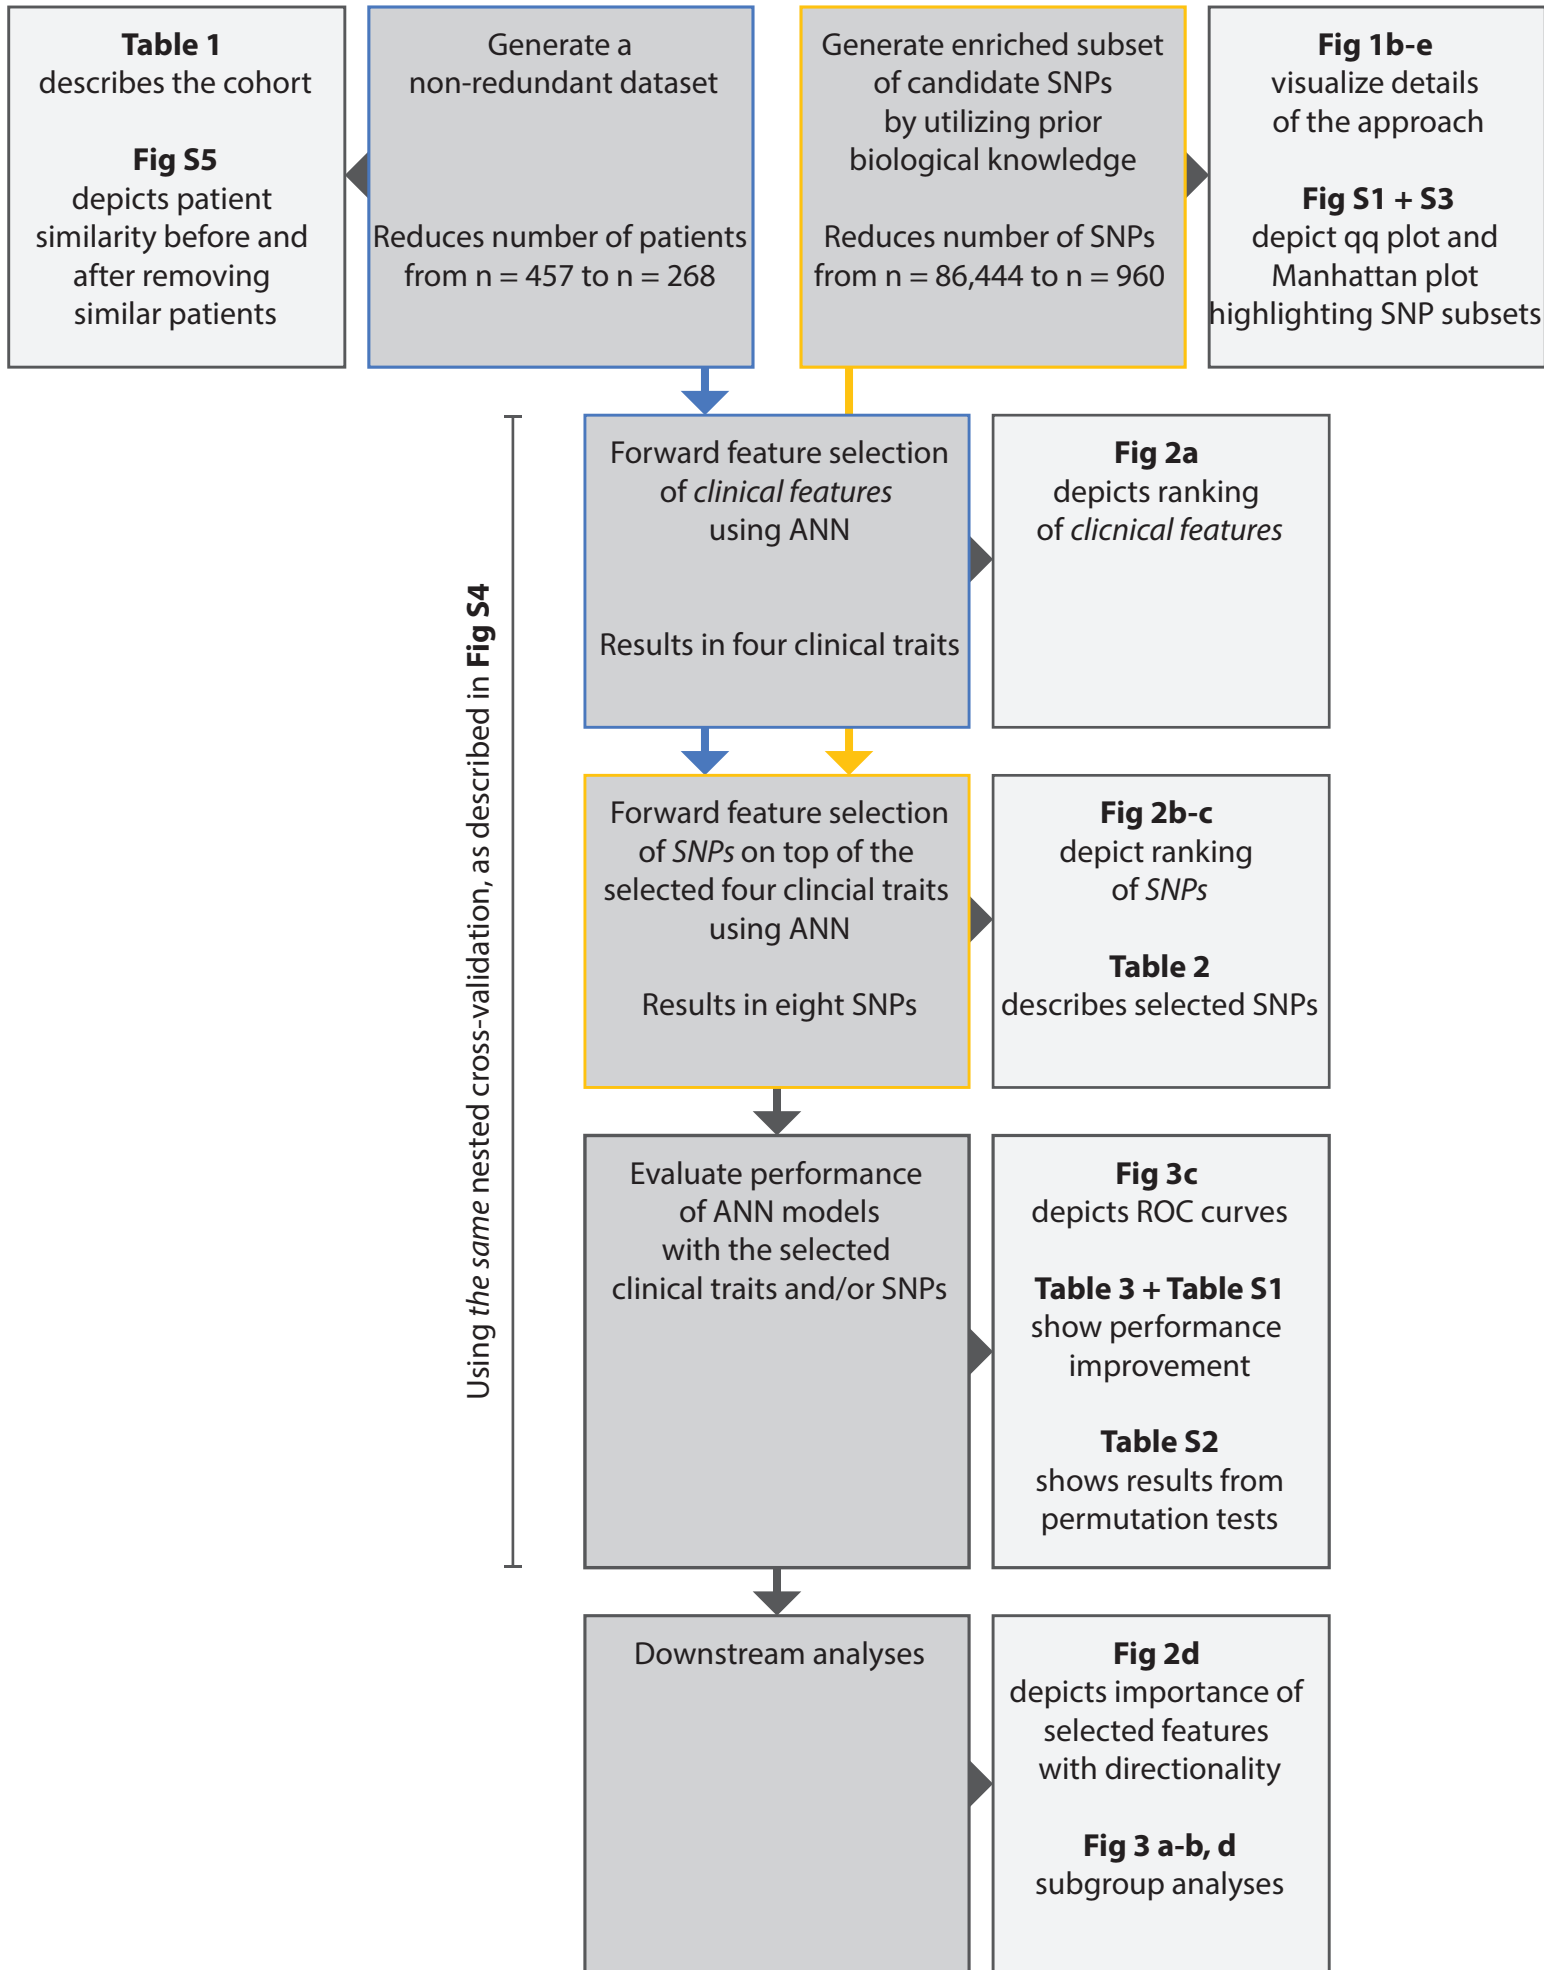 Table 1
describes the cohort
Fig S5
depicts patient
similarity before and
after removing
similar patients
Generate a
non-redundant dataset
Reduces number of patients
from n = 457 to n = 268
Generate enriched subset
of candidate SNPs
by utilizing prior
biological knowledge
Reduces number of SNPs
from n = 86,444 to n = 960
Fig 1b-e
visualize details
of the approach
Fig S1 + S3
depict qq plot and
Manhattan plot
highlighting SNP subsets
Using the same nested cross-validation, as described in Fig S4
Forward feature selection
of clinical features
using ANN
Results in four clinical traits
Fig 2a
depicts ranking
of clicnical features
Forward feature selection
of SNPs on top of the
selected four clincial traits
using ANN
Results in eight SNPs
Fig 2b-c
depict ranking
of SNPs
Table 2
describes selected SNPs
Evaluate performance
of ANN models
with the selected
clinical traits and/or SNPs
Fig 3c
depicts ROC curves
Table 3 + Table S1
show performance
improvement
Table S2
shows results from
permutation tests
Downstream analyses
Fig 2d
depicts importance of
selected features
with directionality
Fig 3 a-b, d
subgroup analyses